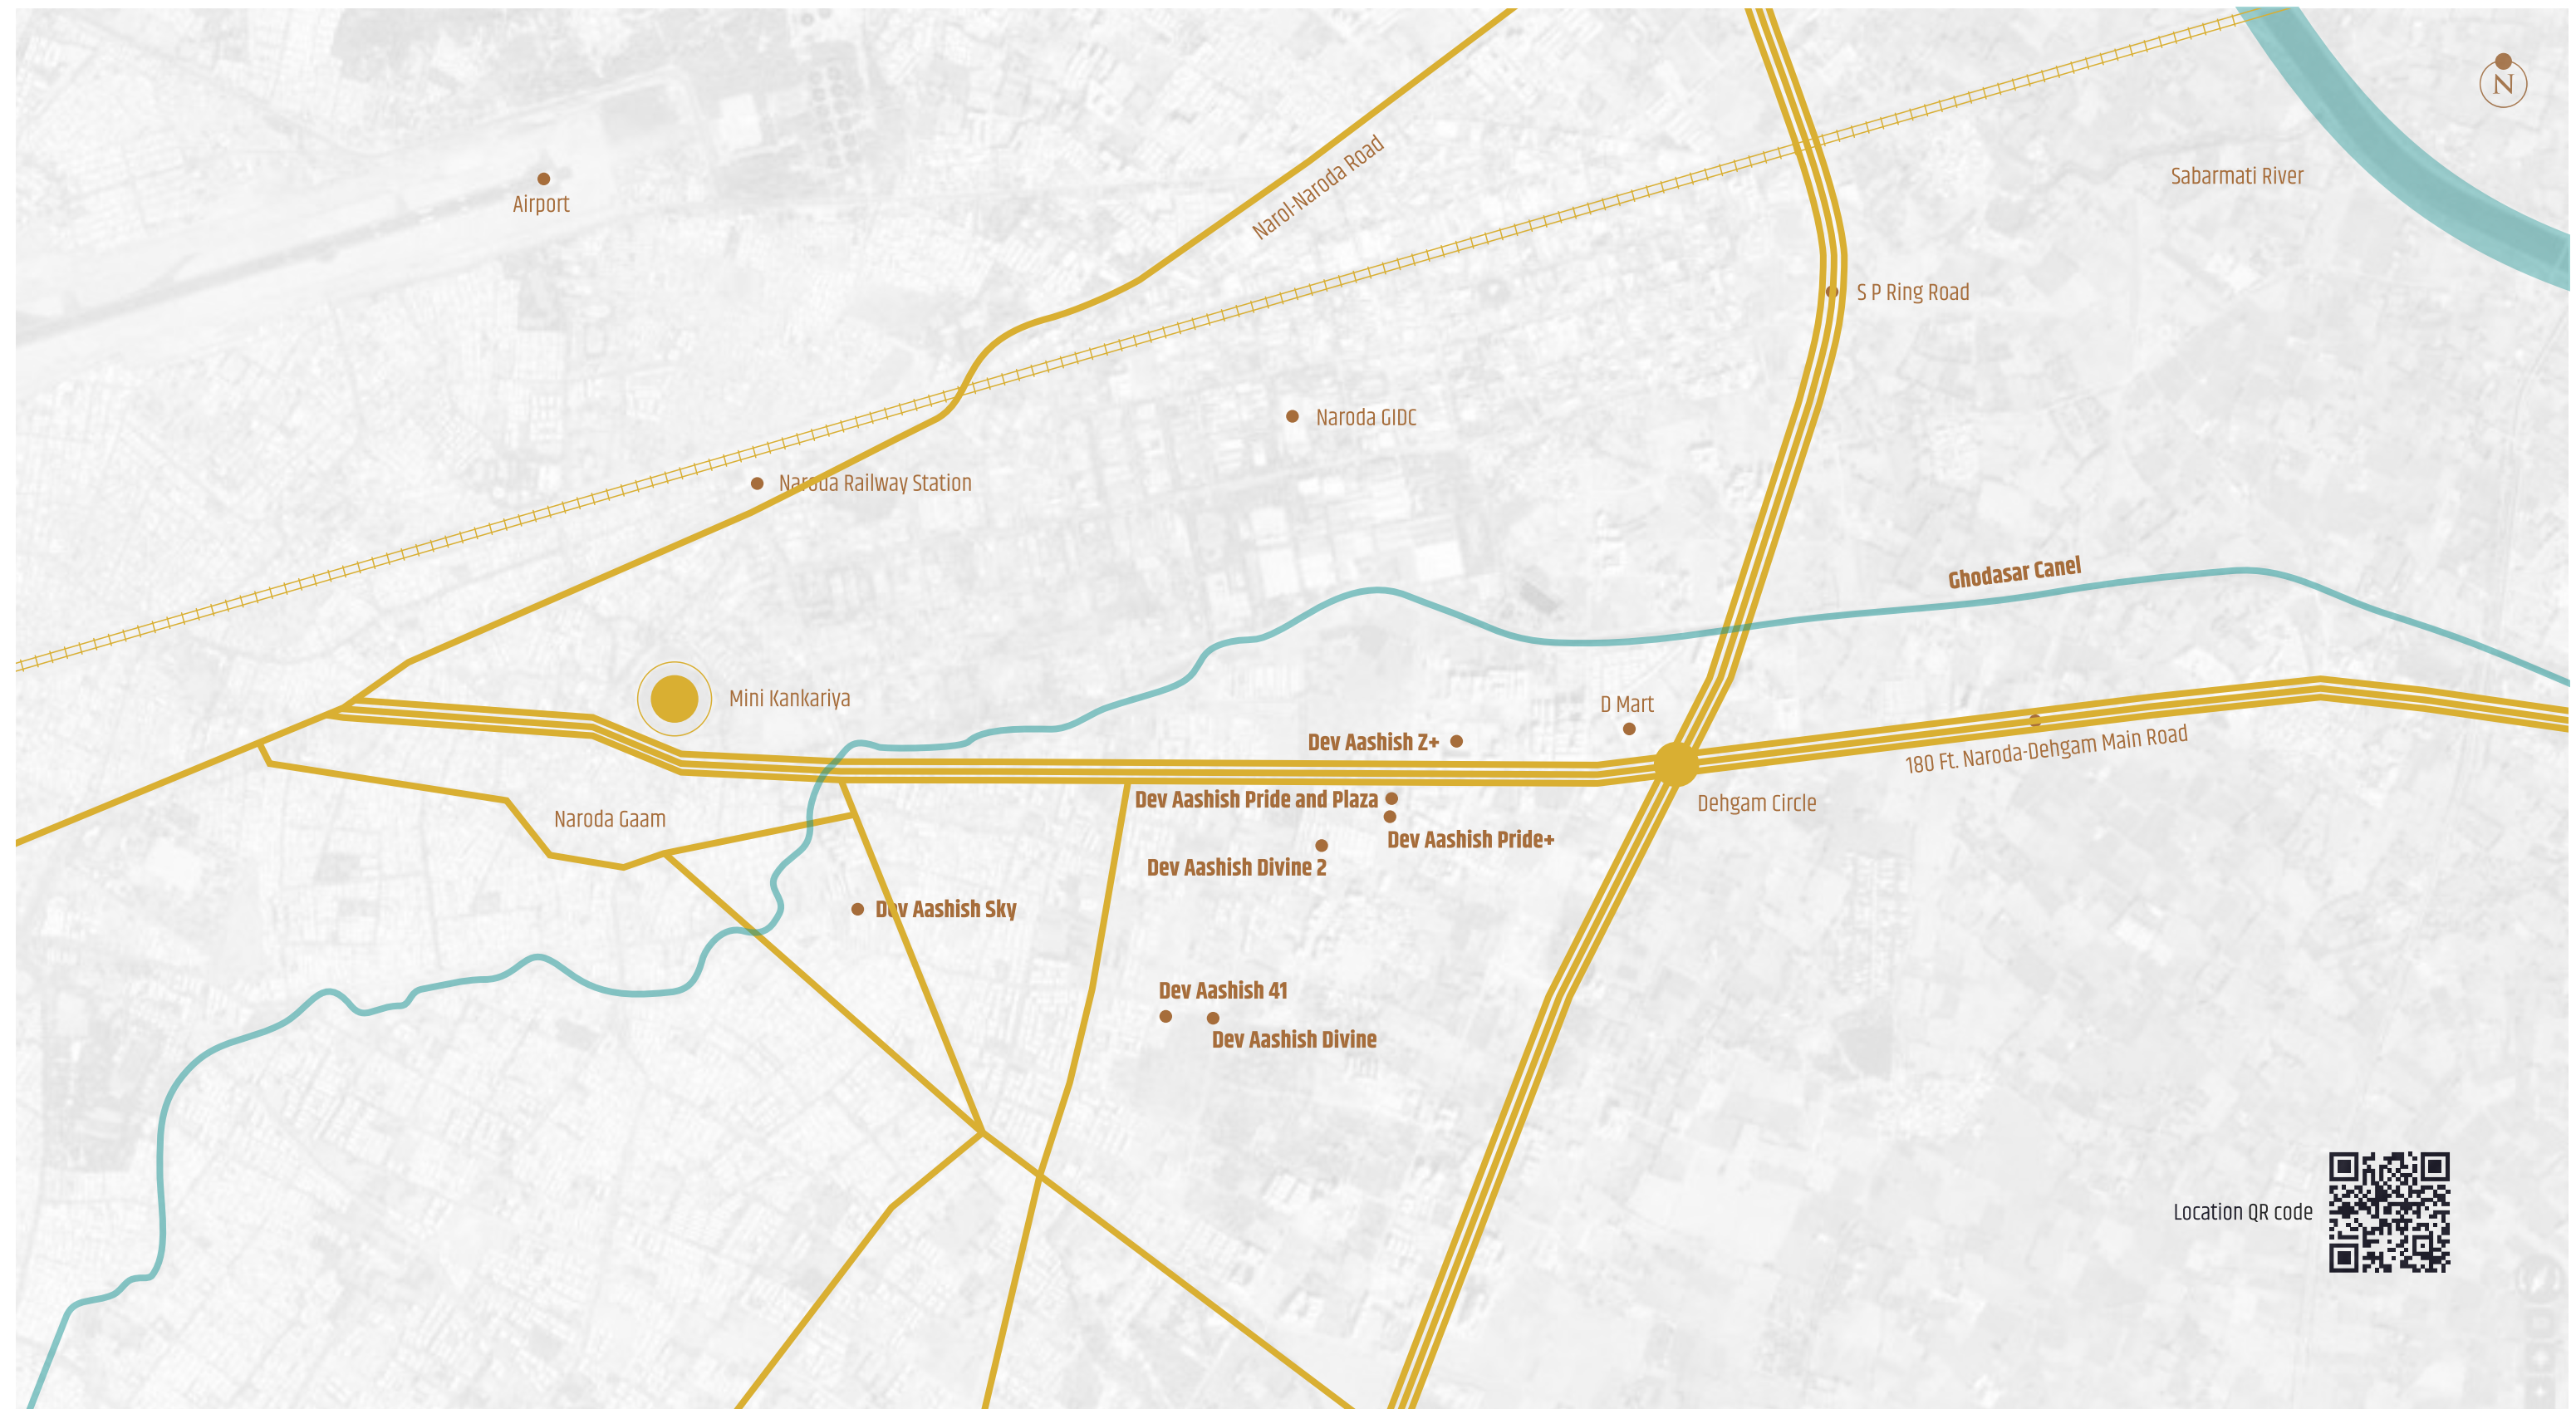 N
Sabarmati River
Narol-Naroda Road
Airport
S P Ring Road
Naroda GIDC
Naroda Railway Station
Ghodasar Canel
Mini Kankariya
D Mart
Dev Aashish Z+
180 Ft. Naroda-Dehgam Main Road
Dev Aashish Pride and Plaza
Dehgam Circle
Naroda Gaam
Dev Aashish Pride+
Dev Aashish Divine 2
Dev Aashish Sky
Dev Aashish 41
Dev Aashish Divine
Location QR code